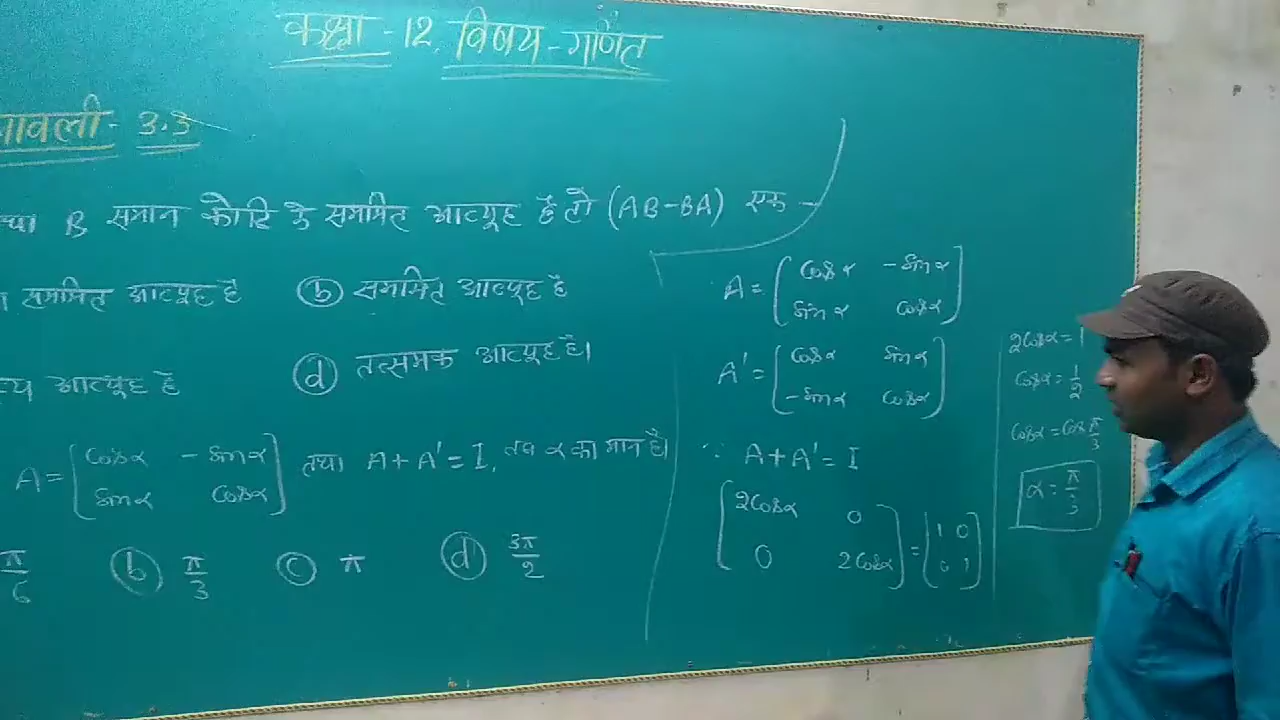 कक्षा - 12, विषय - गणित
नावली - 3.3
था B समान कोटि के सममित आव्यूह हैं तो (AB-BA) एक -
सममित आव्यूह है (b) सममित आव्यूह है
आव्यूह है (d) तत्समक आव्यूह है।
A = [cosα -sinα
sinα cosα] तथा A+A' = I, तब α का मान है।
π/6 (b) π/3 (c) π (d) 3π/2
A = [cosα -sinα
sinα cosα]
A' = [cosα sinα
-sinα cosα]
∵ A+A' = I
[2cosα 0
0 2cosα] = [1 0
0 1]
2cosα = 1
cosα = 1/2
cosα = cos π/3
α = π/3